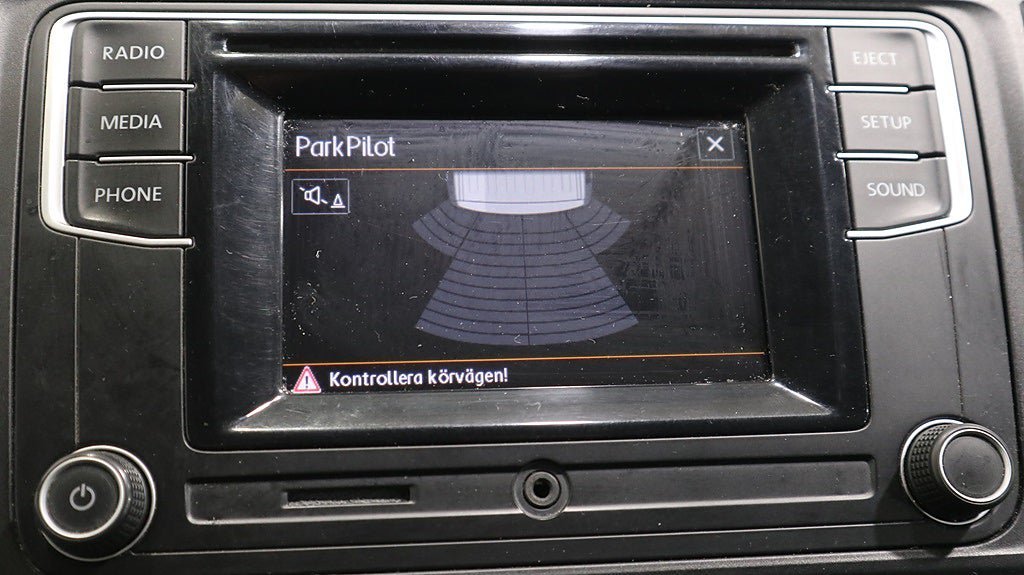 RADIO
MEDIA
PHONE
EJECT
SETUP
SOUND
ParkPilot
Kontrollera körvägen!